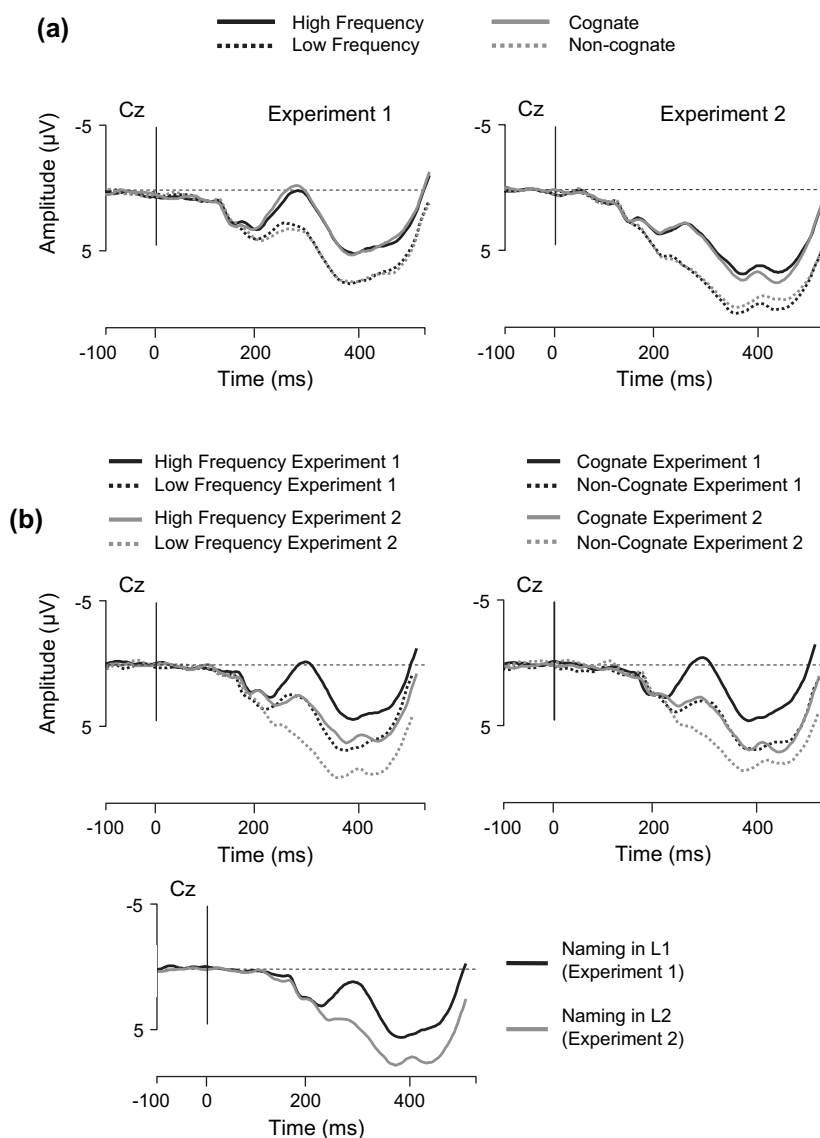 (a)
High Frequency
Low Frequency
Cognate
Non-cognate
Cz
Experiment 1
Experiment 2
Amplitude (µV)
-5
5
-100 0 200 400
Time (ms)
-5
5
-100 0 200 400
Time (ms)
(b)
High Frequency Experiment 1
Low Frequency Experiment 1
High Frequency Experiment 2
Low Frequency Experiment 2
Cognate Experiment 1
Non-Cognate Experiment 1
Cognate Experiment 2
Non-Cognate Experiment 2
Cz
Amplitude (µV)
-5
5
-100 0 200 400
Time (ms)
Cz
-5
5
-100 0 200 400
Time (ms)
Cz
-5
5
-100 0 200 400
Time (ms)
Naming in L1
(Experiment 1)
Naming in L2
(Experiment 2)